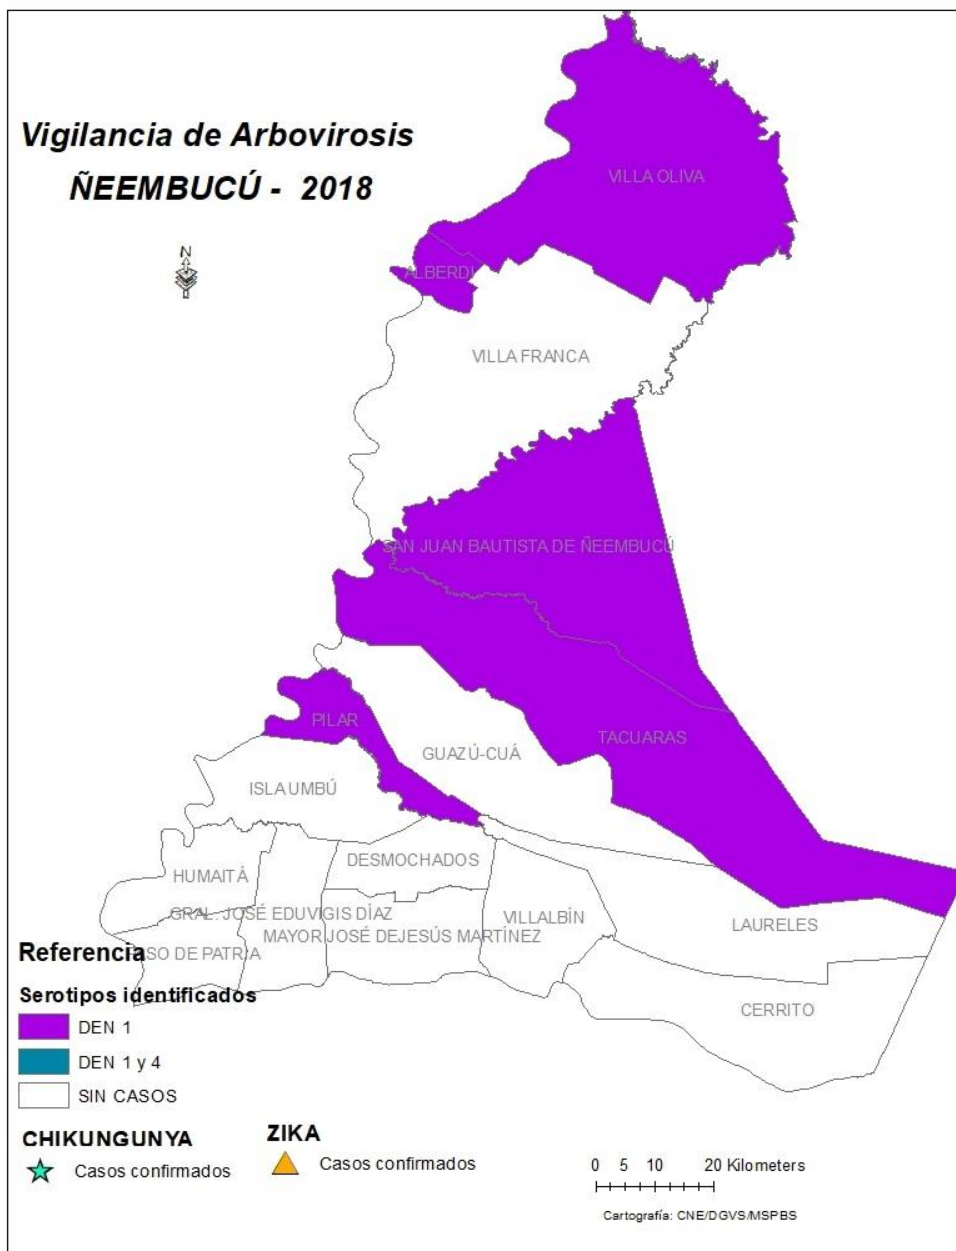 Vigilancia de Arbovirosis
ÑEEMBUCÚ - 2018
N
VILLA OLIVA
ALBERDI
VILLA FRANCA
SAN JUAN BAUTISTA DE ÑEEMBUCÚ
PILAR
TACUARAS
GUAZÚ-CUÁ
ISLA UMBÚ
DESMOCHADOS
HUMAITÁ
GRAL. JOSÉ EDUVIGIS DÍAZ
VILLALBÍN
LAURELES
MAYOR JOSÉ DEJESÚS MARTÍNEZ
SO DE PATRIA
CERRITO
Referencia
Serotipos identificados
DEN 1
DEN 1 y 4
SIN CASOS
CHIKUNGUNYA
Casos confirmados
ZIKA
Casos confirmados
0 5 10 20 Kilometers
Cartografía: CNE/DGVS/MSPBS